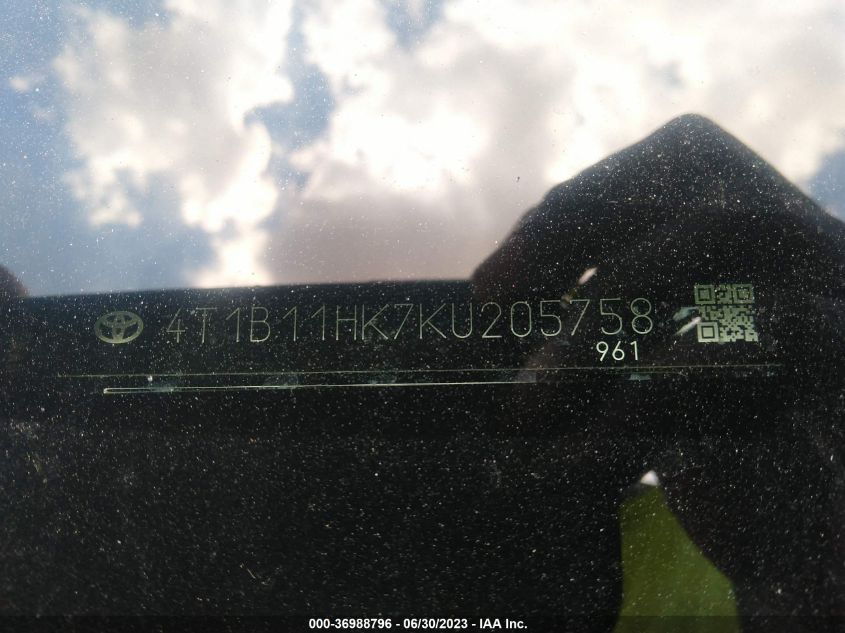 4T1B11HK7KU205758
961
000-36988796 - 06/30/2023 - IAA Inc.